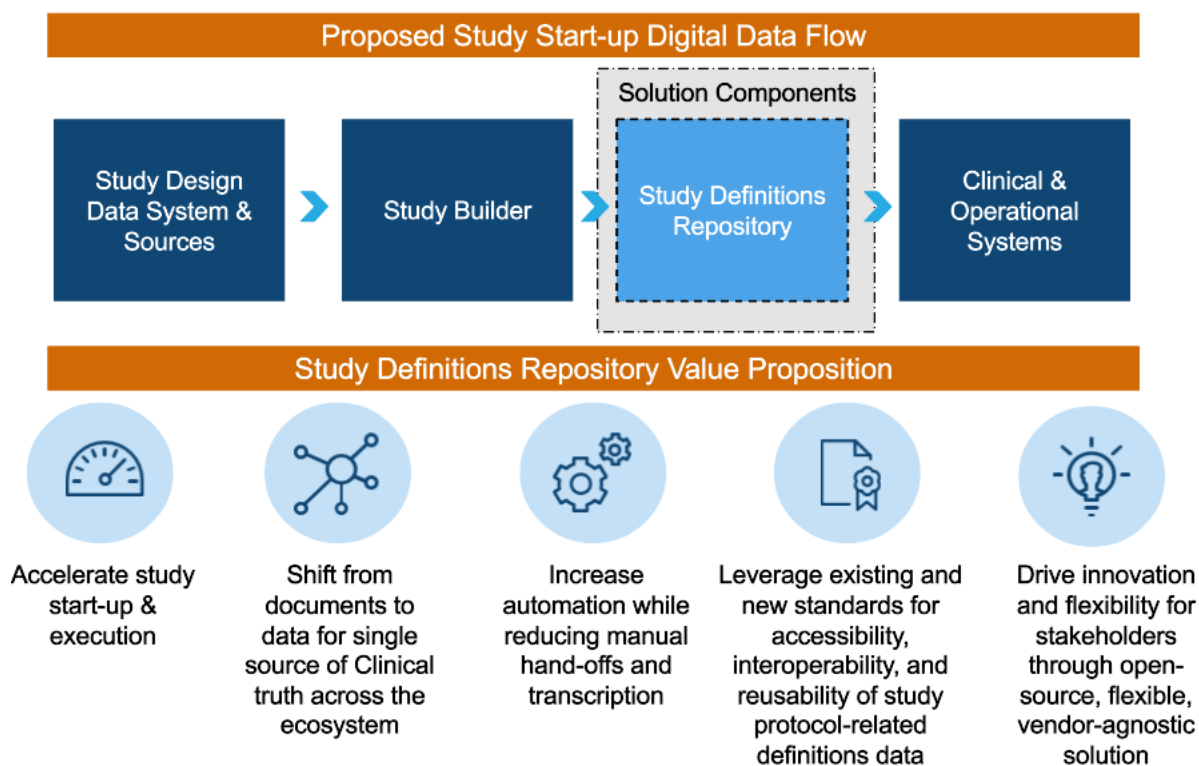 Proposed Study Start-up Digital Data Flow
Solution Components
Study Design
Data System &
Sources
Study Builder
Study Definitions
Repository
Clinical &
Operational
Systems
Study Definitions Repository Value Proposition
Accelerate study
start-up &
execution
Shift from
documents to
data for single
source of Clinical
truth across the
ecosystem
Increase
automation while
reducing manual
hand-offs and
transcription
Leverage existing and
new standards for
accessibility,
interoperability, and
reusability of study
protocol-related
definitions data
Drive innovation
and flexibility for
stakeholders
through open-
source, flexible,
vendor-agnostic
solution